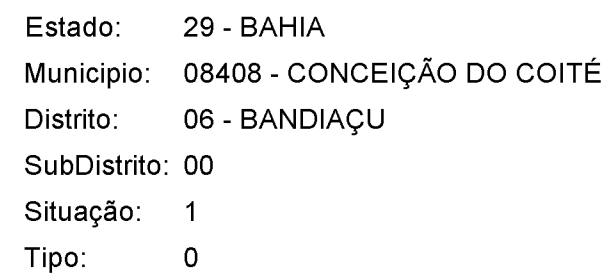 Estado: 29 - BAHIA
Municipio: 08408 - CONCEIÇÃO DO COITÉ
Distrito: 06 - BANDIAÇU
SubDistrito: 00
Situação: 1
Tipo: 0